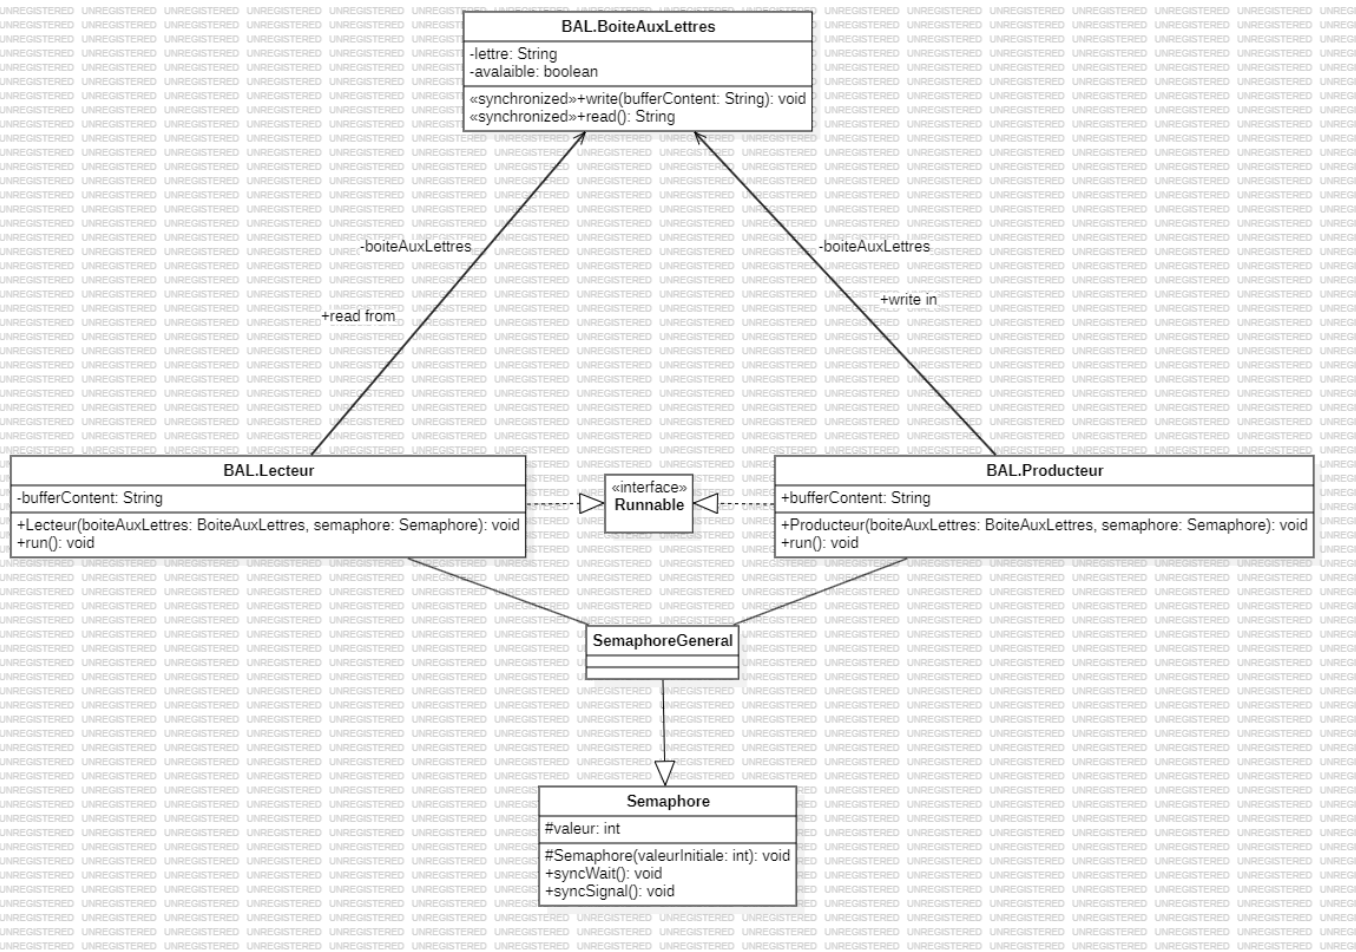 BAL.BoiteAuxLettres
-lettre: String
-avalaible: boolean
«synchronized»+write(bufferContent: String): void
«synchronized»+read(): String
-boiteAuxLettres
-boiteAuxLettres
+write in
+read from
BAL.Lecteur
-bufferContent: String
+Lecteur(boiteAuxLettres: BoiteAuxLettres, semaphore: Semaphore): void
+run(): void
«interface»
Runnable
BAL.Producteur
+bufferContent: String
+Producteur(boiteAuxLettres: BoiteAuxLettres, semaphore: Semaphore): void
+run(): void
SemaphoreGeneral
Semaphore
#valeur: int
#Semaphore(valeurInitiale: int): void
+syncWait(): void
+syncSignal(): void
UNREGISTERED